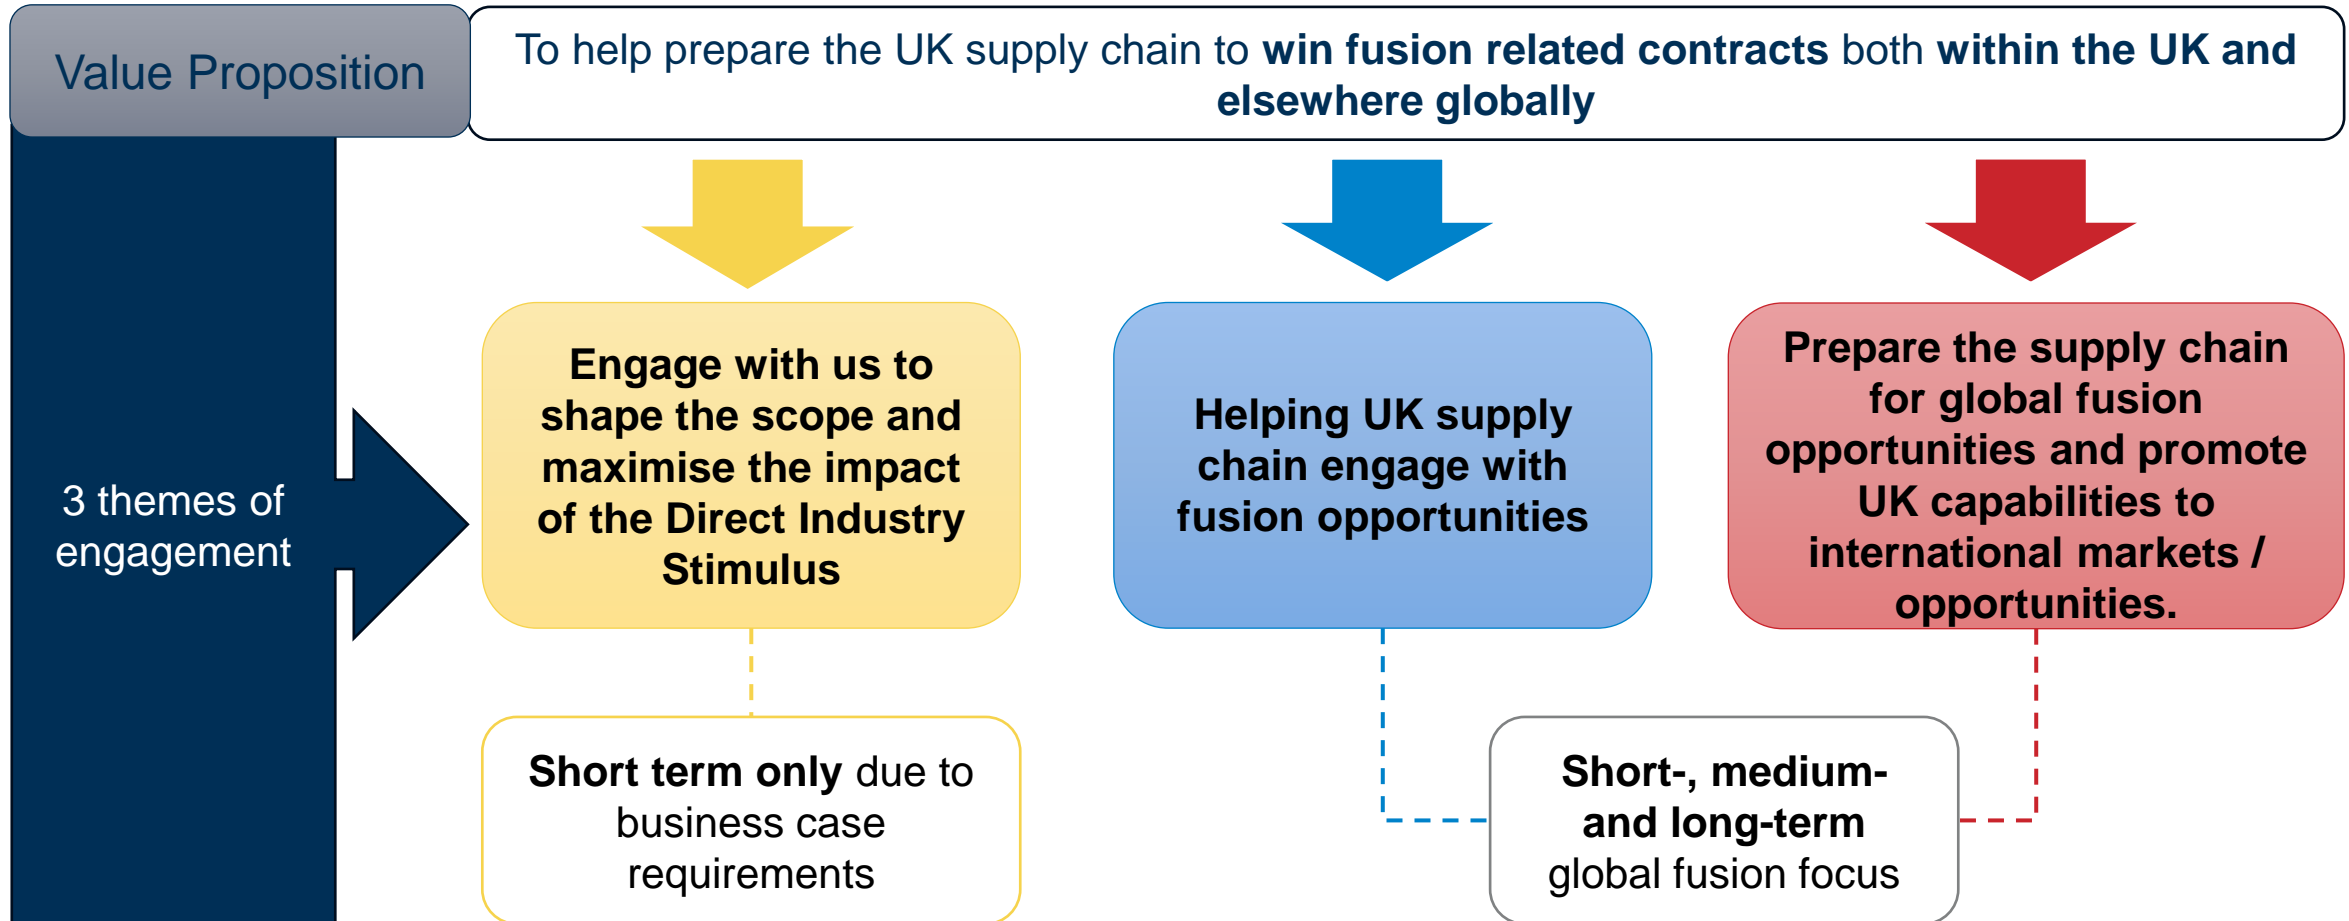 Value Proposition
To help prepare the UK supply chain to win fusion related contracts both within the UK and
elsewhere globally
3 themes of
engagement
Engage with us to
shape the scope and
maximise the impact
of the Direct Industry
Stimulus
Helping UK supply
chain engage with
fusion opportunities
Prepare the supply chain
for global fusion
opportunities and promote
UK capabilities to
international markets /
opportunities.
Short term only due to
business case
requirements
Short-, medium-
and long-term
global fusion focus